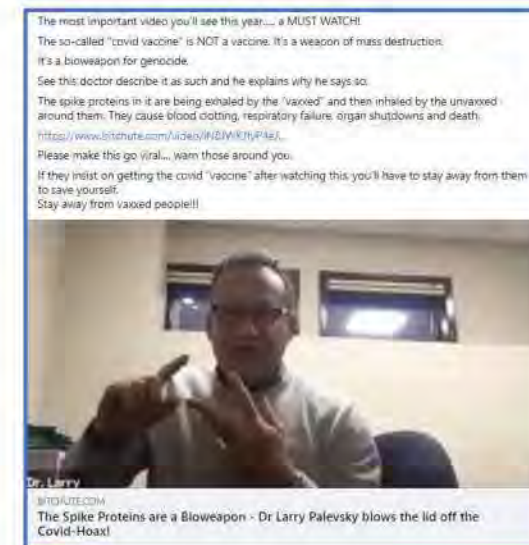 The most important video you'll see this year..... a MUST WATCH!
The so-called "covid vaccine" is NOT a vaccine. It's a weapon of mass destruction.
It's a bioweapon for genocide.
See this doctor describe it as such and he explains why he says so.
The spike proteins in it are being exhaled by the "vaxxed" and then inhaled by the unvaxxed
around them. They cause blood clotting, respiratory failure, organ shutdowns and death.
https://www.bitchute.com/video/
Please make this go viral.... warn those around you.
If they insist on getting the covid "vaccine" after watching this, you'll have to stay away from them
to save yourself.
Stay away from vaxxed people!!!
Dr. Larry
BITCHUTE.COM
The Spike Proteins are a Bioweapon - Dr Larry Palevsky blows the lid off the
Covid-Hoax!